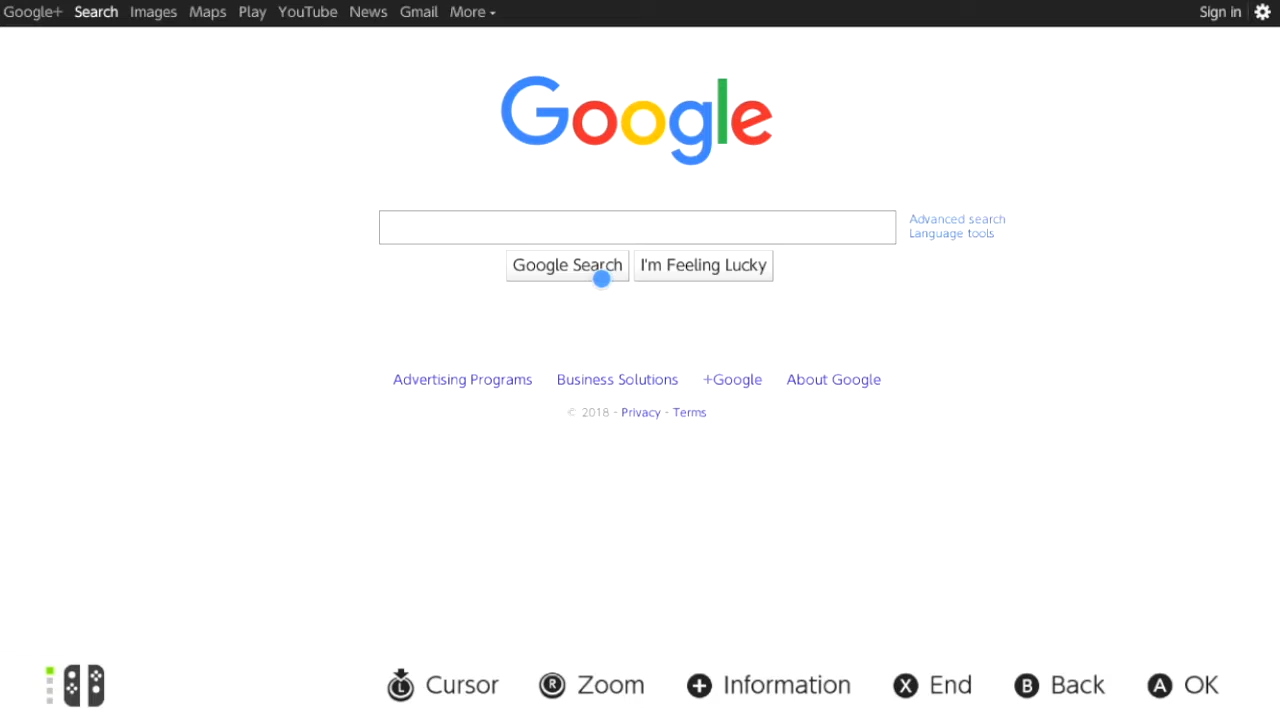 Google+ Search Images Maps Play YouTube News Gmail More Sign in
Google
Advanced search
Language tools
Google Search I'm Feeling Lucky
Advertising Programs Business Solutions +Google About Google
© 2018 - Privacy - Terms
L Cursor R Zoom + Information X End B Back A OK